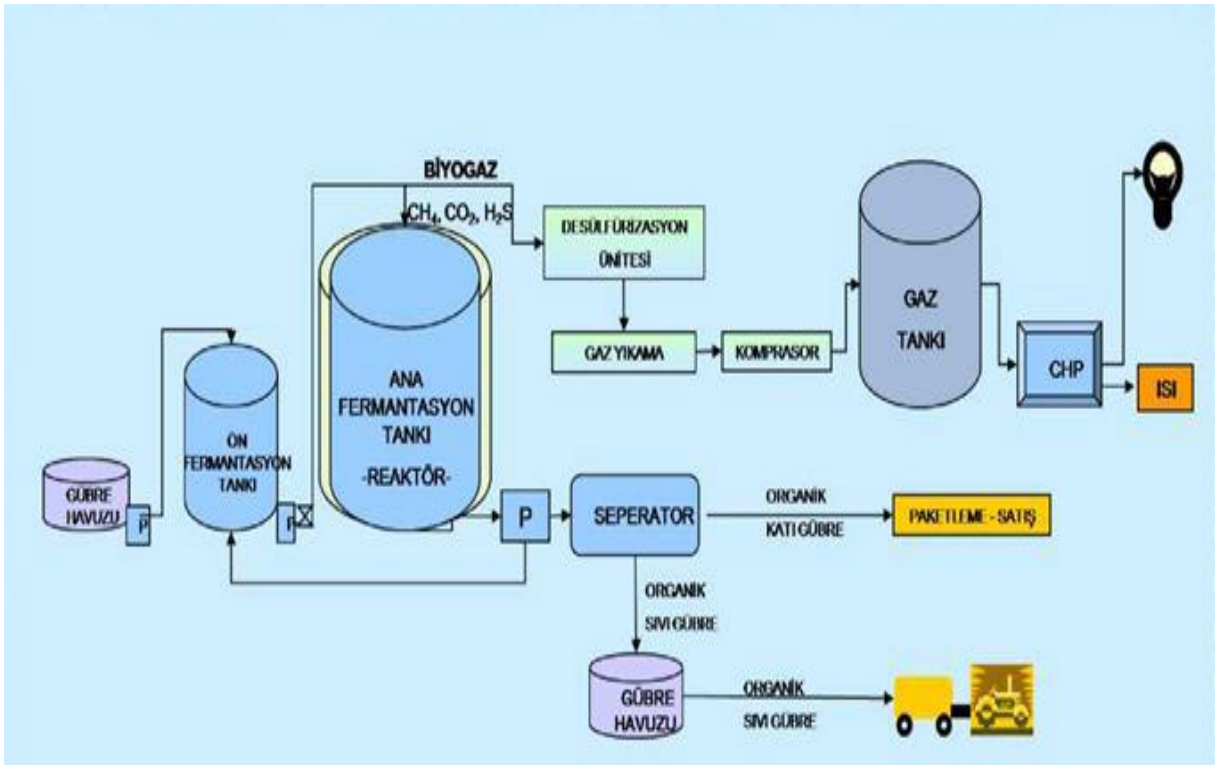 BİYOGAZ
CH₄, CO₂, H₂S
DESÜLFÜRİZASYON
ÜNİTESİ
GAZ YIKAMA
KOMPRASOR
GAZ
TANKI
CHP
ISI
ANA
FERMANTASYON
TANKI
-REAKTÖR-
ÖN
FERMANTASYON
TANKI
GÜBRE
HAVUZU
P
P
P
SEPERATOR
ORGANİK
KATI GÜBRE
PAKETLEME - SATIŞ
ORGANİK
SIVI GÜBRE
GÜBRE
HAVUZU
ORGANİK
SIVI GÜBRE